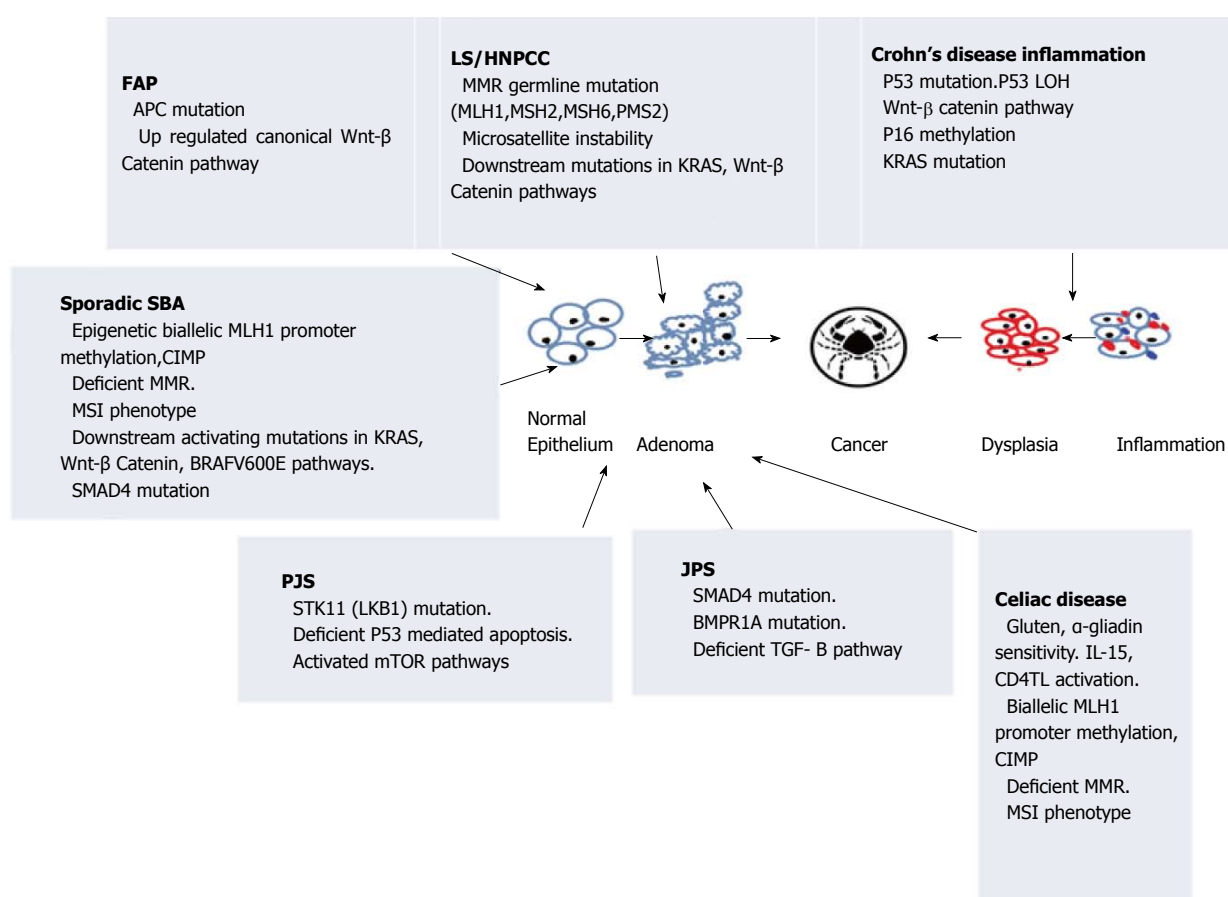 FAP
APC mutation
Up regulated canonical Wnt-β
Catenin pathway
LS/HNPCC
MMR germline mutation
(MLH1,MSH2,MSH6,PMS2)
Microsatellite instability
Downstream mutations in KRAS, Wnt-β
Catenin pathways
Crohn’s disease inflammation
P53 mutation.P53 LOH
Wnt-β catenin pathway
P16 methylation
KRAS mutation
Sporadic SBA
Epigenetic biallelic MLH1 promoter
methylation,CIMP
Deficient MMR.
MSI phenotype
Downstream activating mutations in KRAS,
Wnt-β Catenin, BRAFV600E pathways.
SMAD4 mutation
Normal
Epithelium
Adenoma
Cancer
Dysplasia
Inflammation
PJS
STK11 (LKB1) mutation.
Deficient P53 mediated apoptosis.
Activated mTOR pathways
JPS
SMAD4 mutation.
BMPR1A mutation.
Deficient TGF- B pathway
Celiac disease
Gluten, α-gliadin
sensitivity. IL-15,
CD4TL activation.
Biallelic MLH1
promoter methylation,
CIMP
Deficient MMR.
MSI phenotype